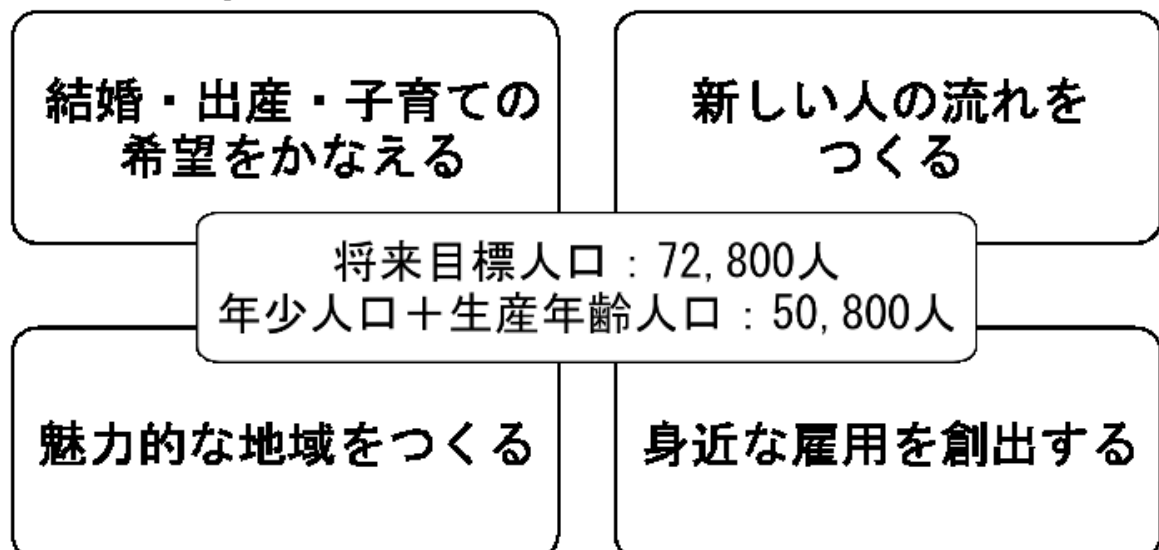 結婚・出産・子育ての
希望をかなえる
新しい人の流れを
つくる
将来目標人口：72,800人
年少人口＋生産年齢人口：50,800人
魅力的な地域をつくる
身近な雇用を創出する